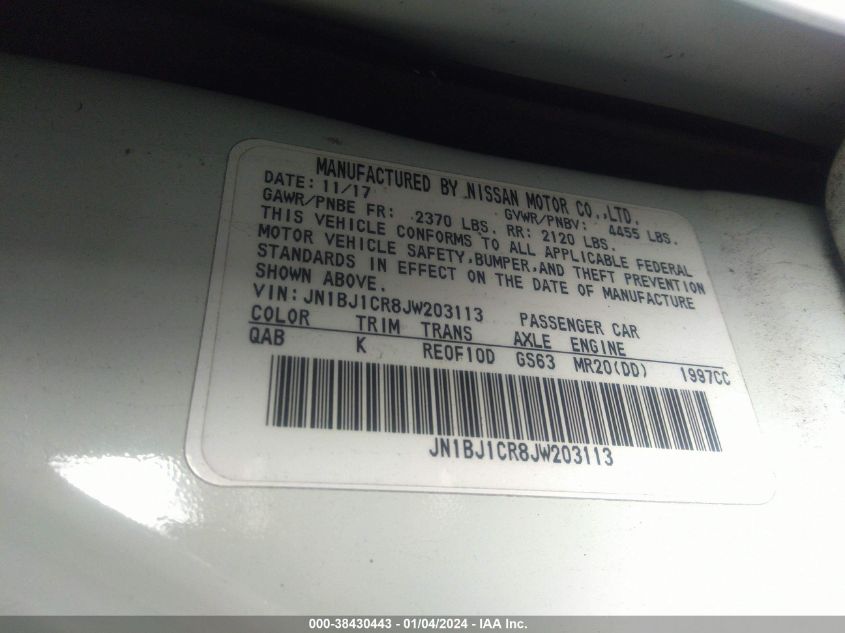 MANUFACTURED BY NISSAN MOTOR CO.,LTD.
DATE: 11/17 GVWR/PNBV: 4455 LBS.
GAWR/PNBE FR: 2370 LBS. RR: 2120 LBS.
THIS VEHICLE CONFORMS TO ALL APPLICABLE FEDERAL
MOTOR VEHICLE SAFETY,BUMPER,AND THEFT PREVENTION
STANDARDS IN EFFECT ON THE DATE OF MANUFACTURE
SHOWN ABOVE.
VIN: JN1BJ1CR8JW203113 PASSENGER CAR
COLOR TRIM TRANS AXLE ENGINE
QAB K RE0F10D GS63 MR20(DD) 1997CC
JN1BJ1CR8JW203113
000-38430443 - 01/04/2024 - IAA Inc.